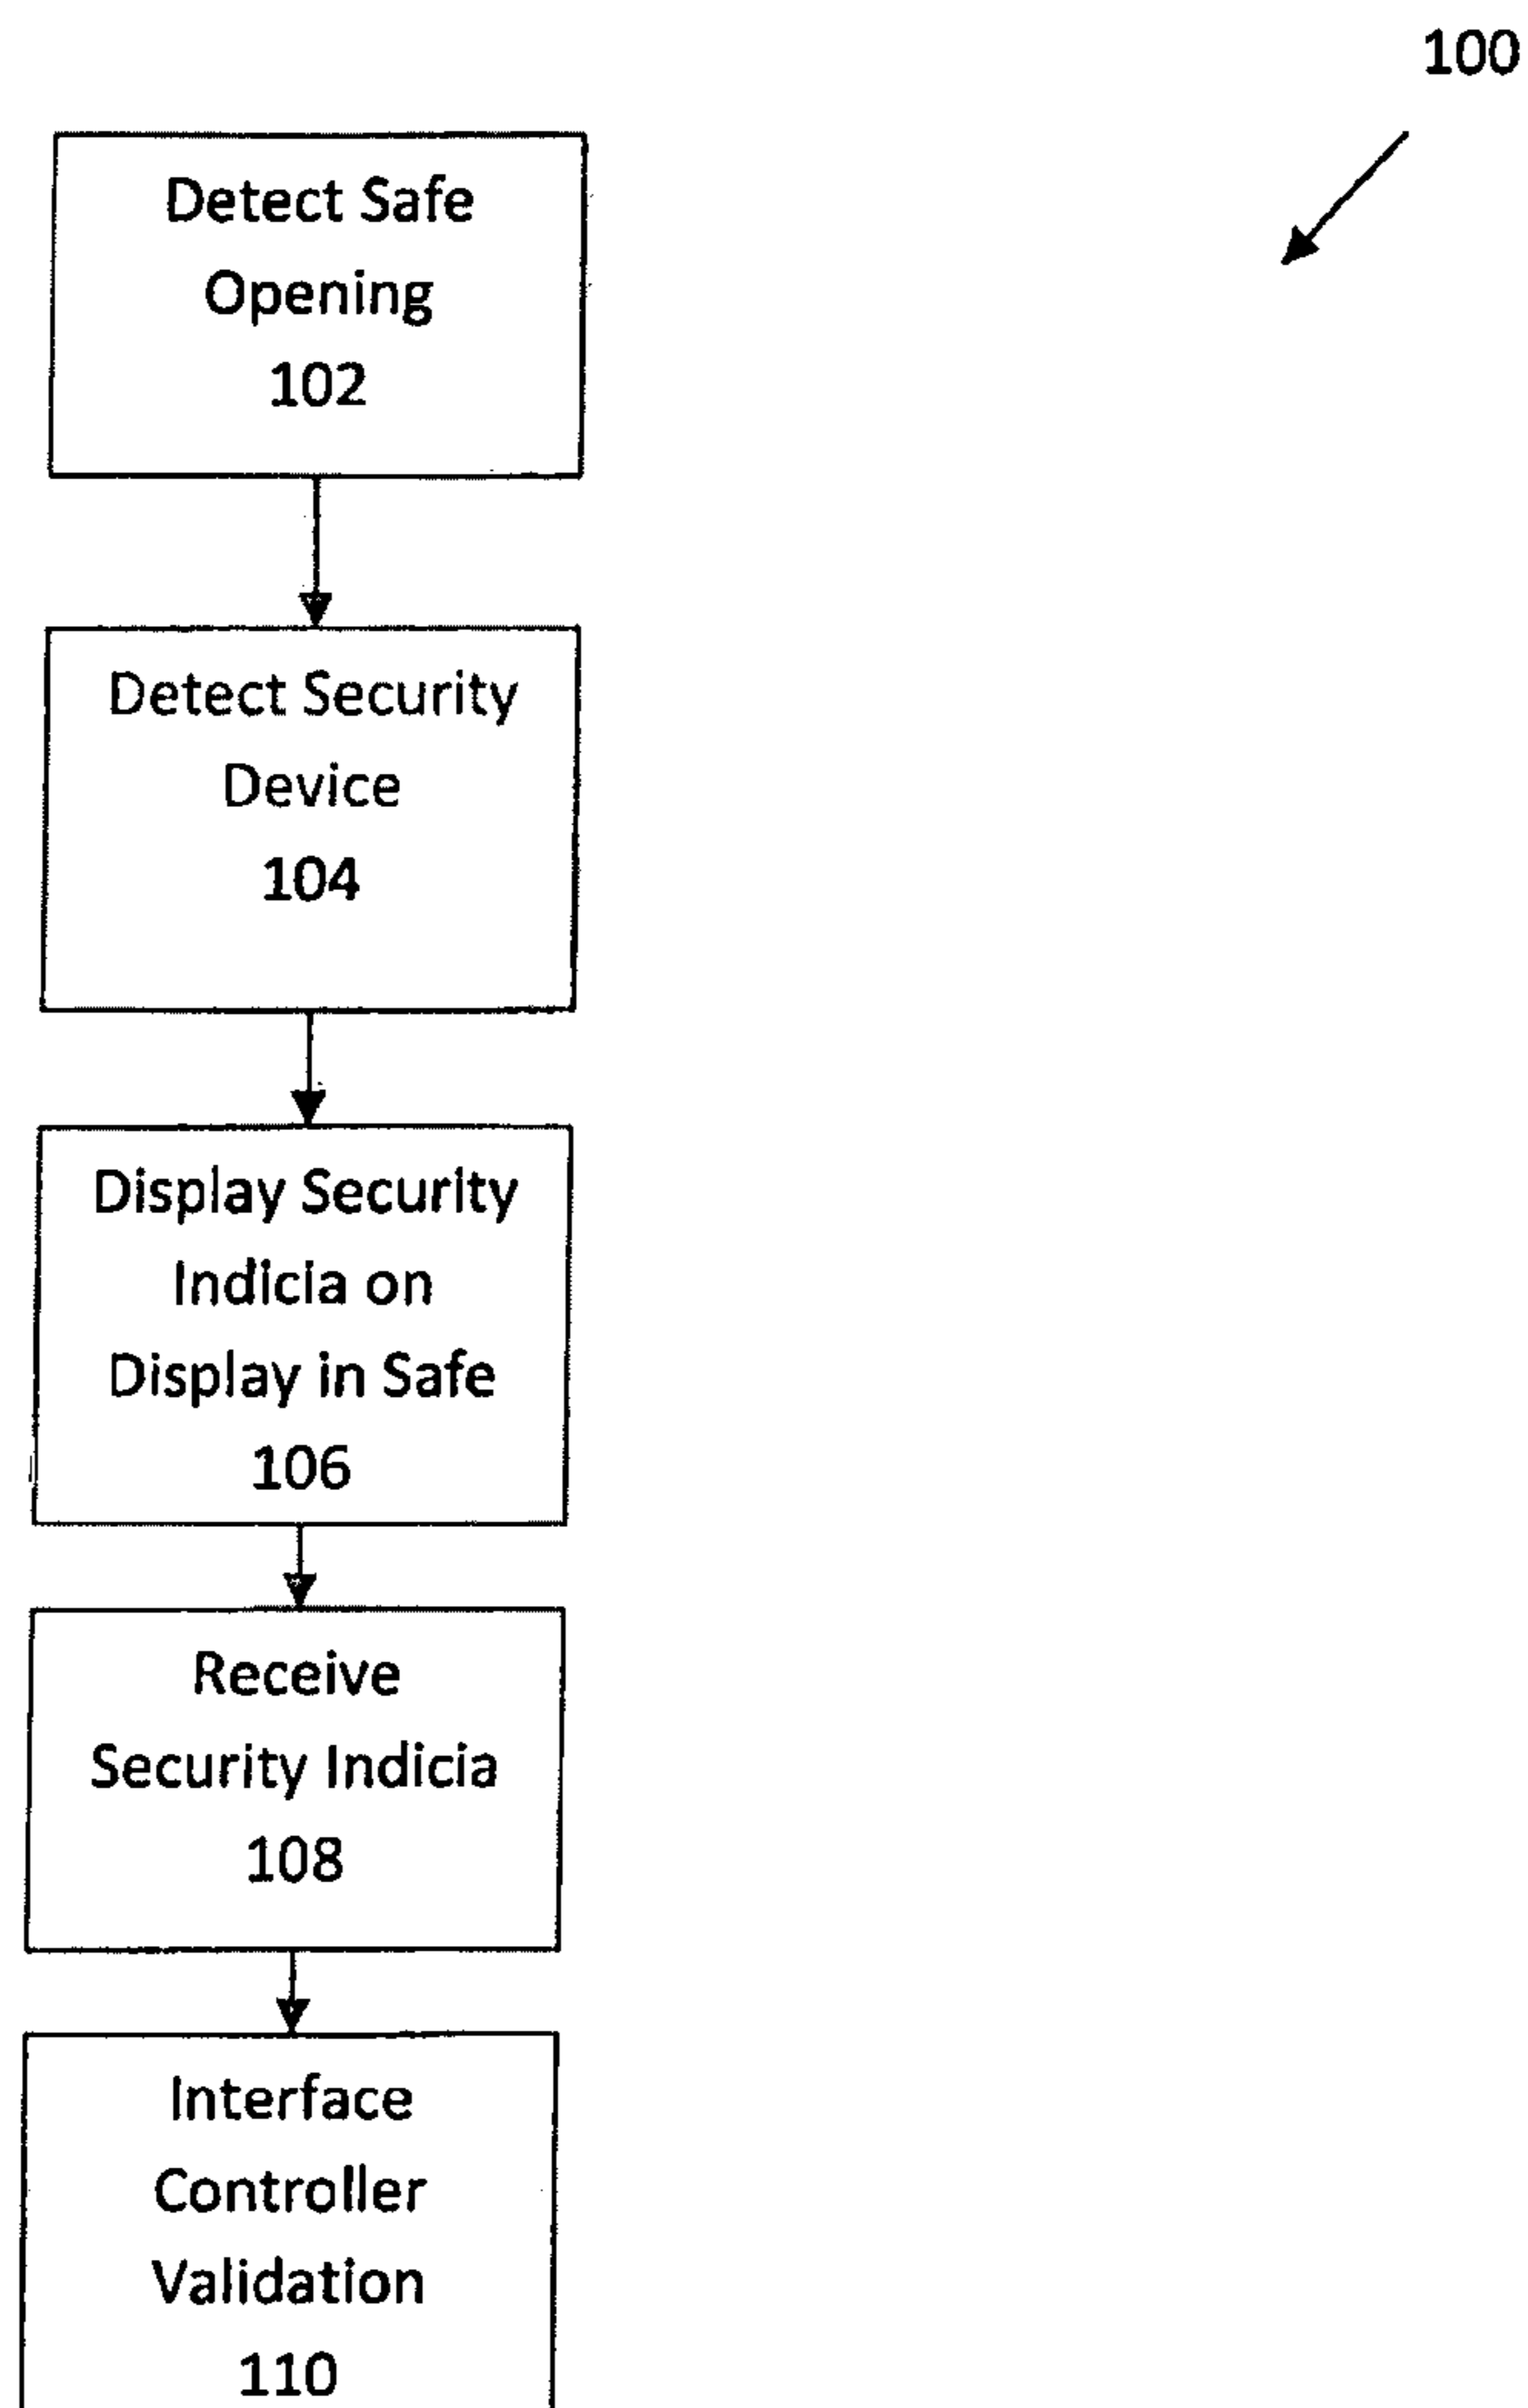 100
Detect Safe
Opening
102
Detect Security
Device
104
Display Security
Indicia on
Display in Safe
106
Receive
Security Indicia
108
Interface
Controller
Validation
110